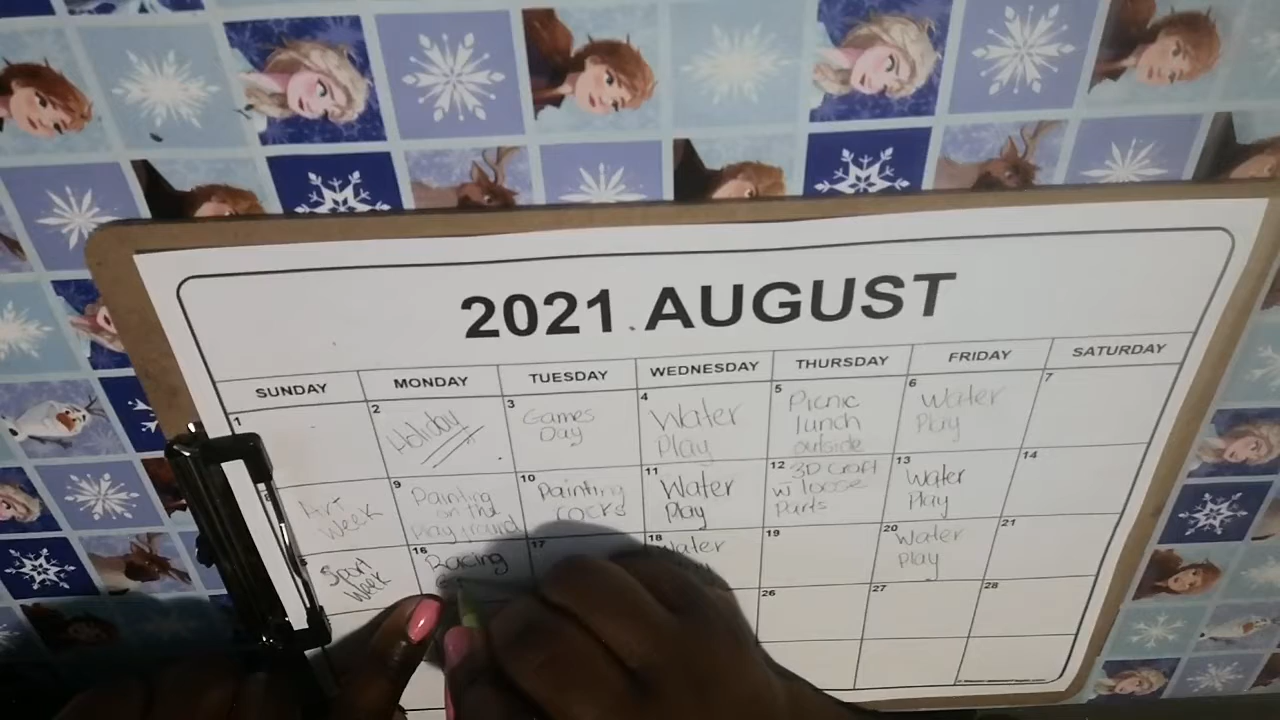 2021 AUGUST
SUNDAY MONDAY TUESDAY WEDNESDAY THURSDAY FRIDAY SATURDAY
1
2
Holiday
3
Games
Day
4
Water
Play
5
Picnic
lunch
outside
6
Water
Play
7
8
Art
Week
9
Painting
on the
playground
10
Painting
rocks
11
Water
Play
12
3D Craft
w loose
Parts
13
Water
Play
14
Sport
Week
16
Racing
17
18
Water
19
20
Water
Play
21
26
27
28